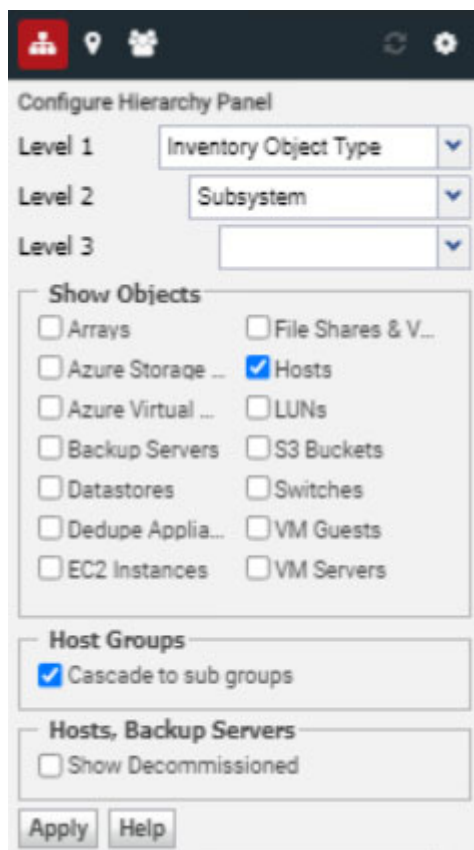 Configure Hierarchy Panel
Level 1 Inventory Object Type
Level 2 Subsystem
Level 3
Show Objects
Arrays
File Shares & V...
Azure Storage ...
Hosts
Azure Virtual ...
LUNs
Backup Servers
S3 Buckets
Datastores
Switches
Dedupe Applia...
VM Guests
EC2 Instances
VM Servers
Host Groups
Cascade to sub groups
Hosts, Backup Servers
Show Decommissioned
Apply Help